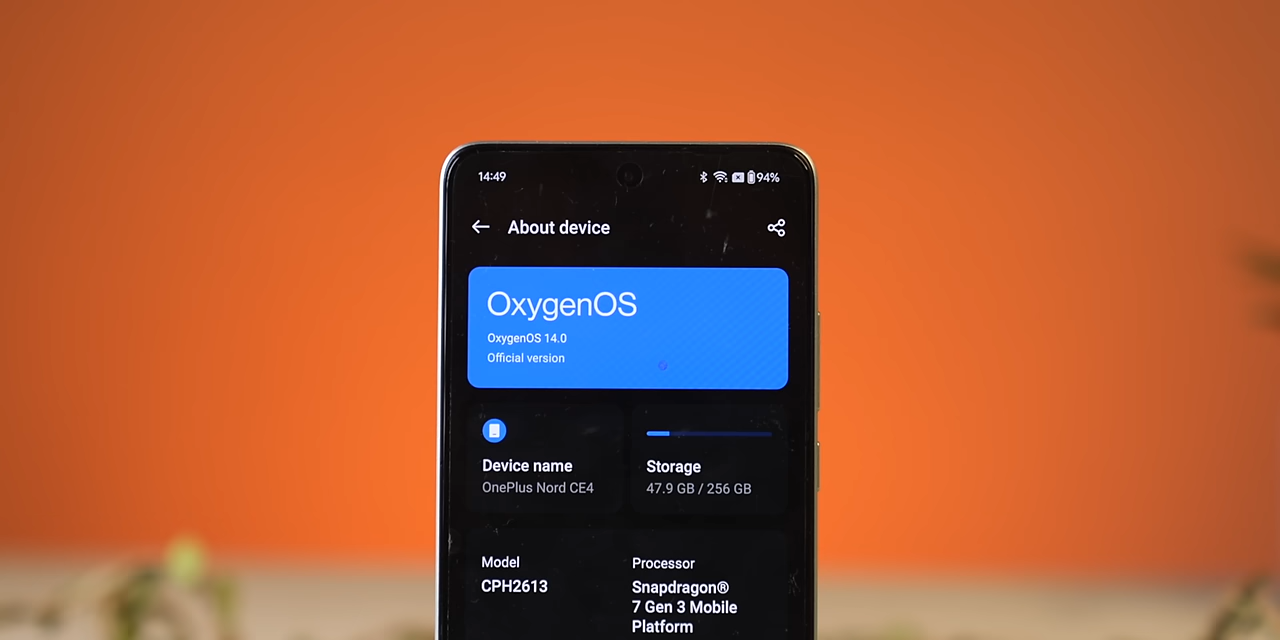 14:49
94%
About device
OxygenOS
OxygenOS 14.0
Official version
Device name
OnePlus Nord CE4
Storage
47.9 GB / 256 GB
Model
CPH2613
Processor
Snapdragon®
7 Gen 3 Mobile
Platform